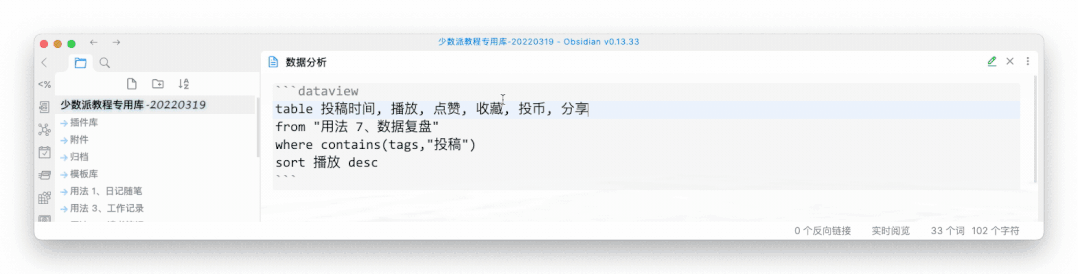 少数派教程专用库-20220319 - Obsidian v0.13.33
数据分析
<%
少数派教程专用库-20220319
插件库
附件
归档
模板库
用法 1、日记随笔
用法 3、工作记录
```dataview
table 投稿时间, 播放, 点赞, 收藏, 投币, 分享
from "用法 7、数据复盘"
where contains(tags,"投稿")
sort 播放 desc
```
0 个反向链接 实时阅览 33 个词 102 个字符